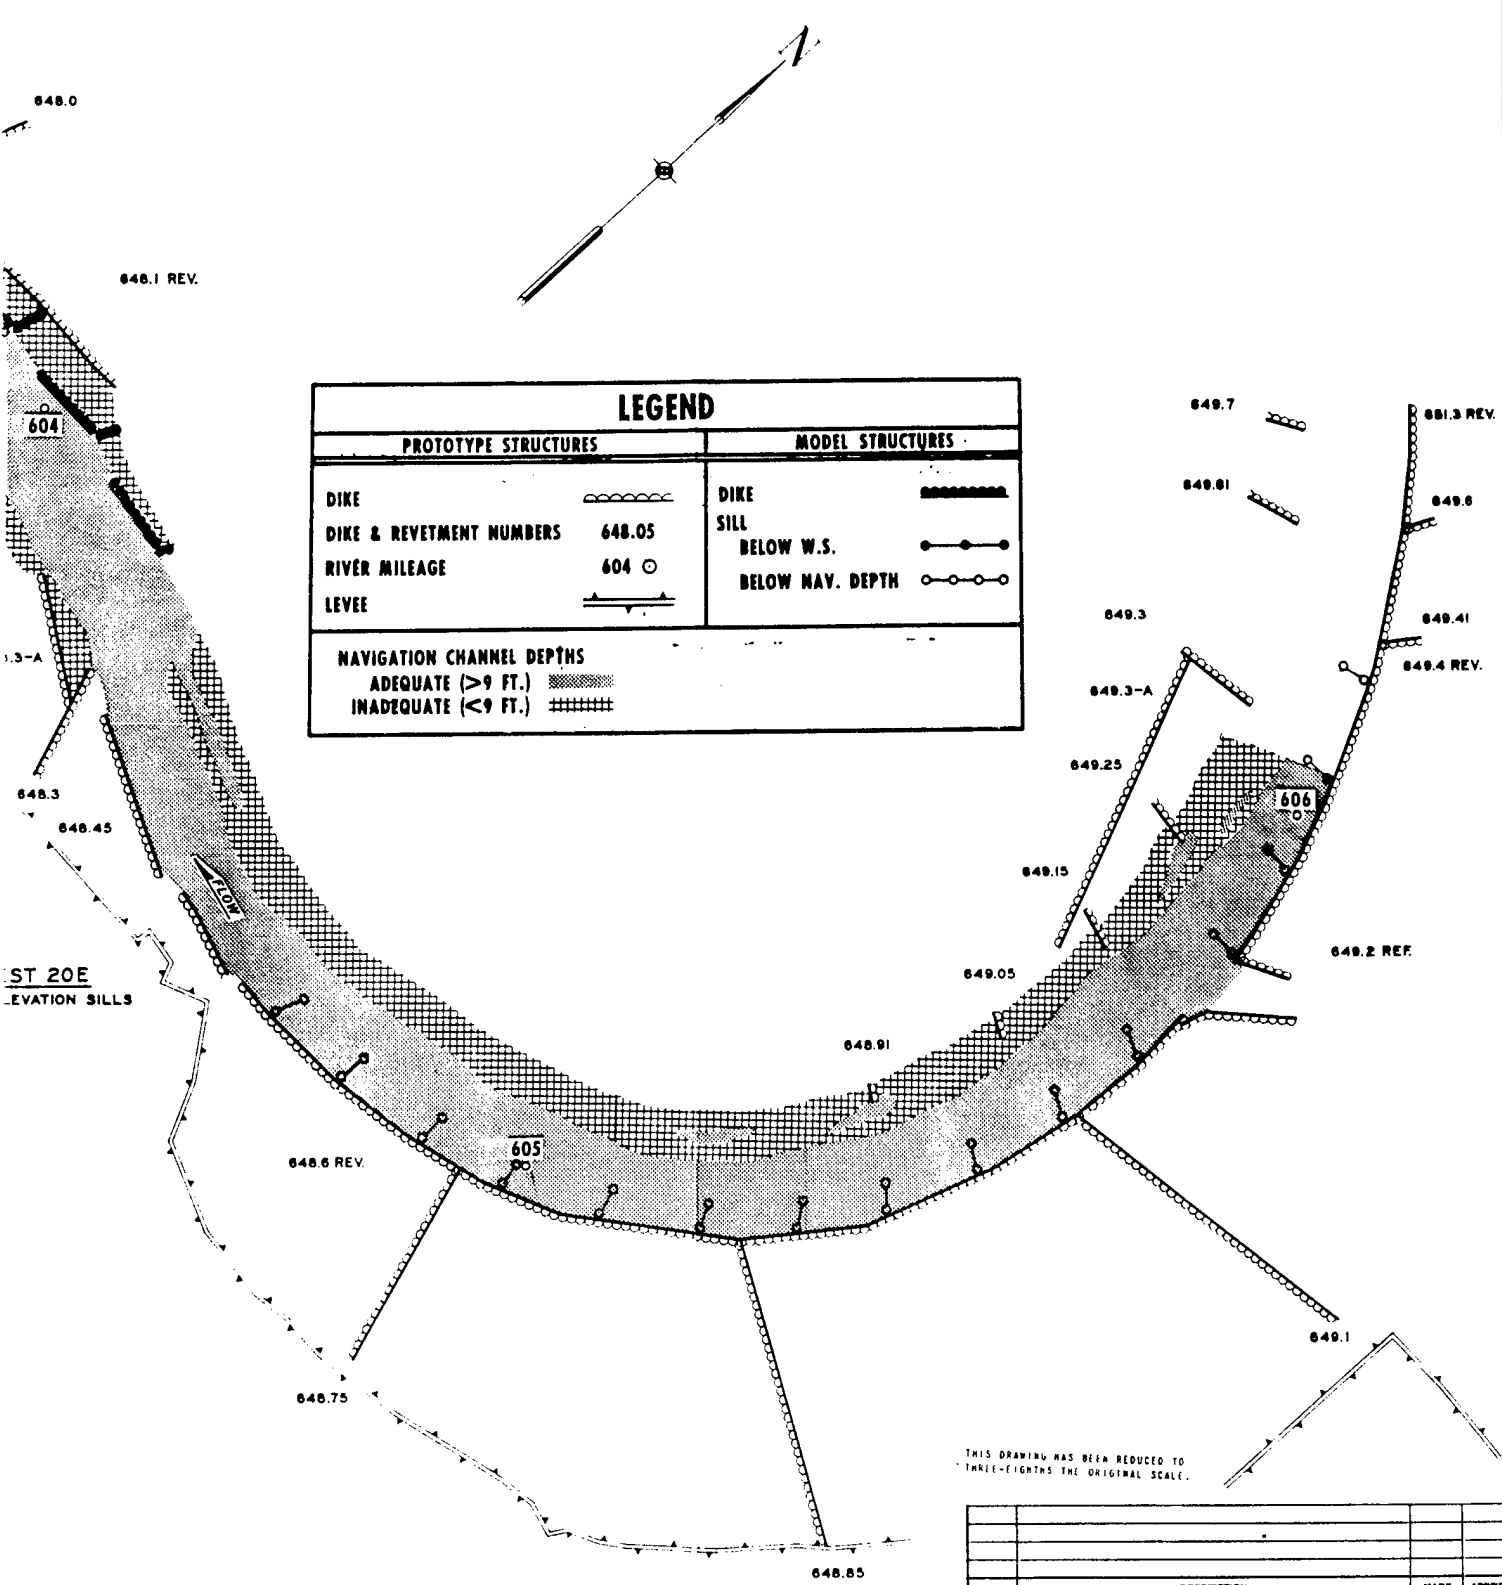 N
648.0
648.1 REV.
604
LEGEND
PROTOTYPE STRUCTURES
MODEL STRUCTURES
DIKE
DIKE & REVETMENT NUMBERS 648.05
RIVER MILEAGE 604
LEVEE
DIKE
SILL
BELOW W.S.
BELOW NAV. DEPTH
NAVIGATION CHANNEL DEPTHS
ADEQUATE (>9 FT.)
INADEQUATE (<9 FT.)
649.7
651.3 REV.
649.61
649.6
649.3
649.41
649.4 REV.
649.3-A
649.25
606
649.15
649.2 REF.
649.05
648.91
.3-A
648.3
648.45
FLOW
ST 20E
EVATION SILLS
605
648.6 REV.
648.75
649.1
648.85
THIS DRAWING HAS BEEN REDUCED TO
THREE-EIGHTHS THE ORIGINAL SCALE.